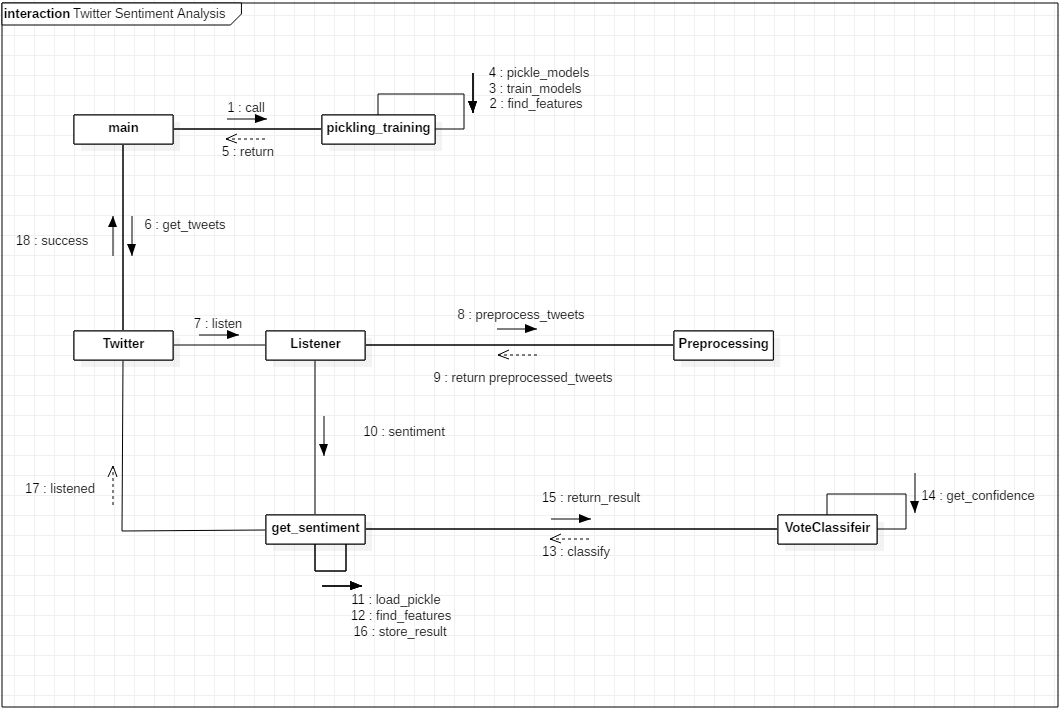 interaction Twitter Sentiment Analysis
4 : pickle_models
3 : train_models
2 : find_features
1 : call
main
pickling_training
5 : return
6 : get_tweets
18 : success
7 : listen
8 : preprocess_tweets
Twitter
Listener
Preprocessing
9 : return preprocessed_tweets
10 : sentiment
17 : listened
15 : return_result
14 : get_confidence
get_sentiment
VoteClassifeir
13 : classify
11 : load_pickle
12 : find_features
16 : store_result